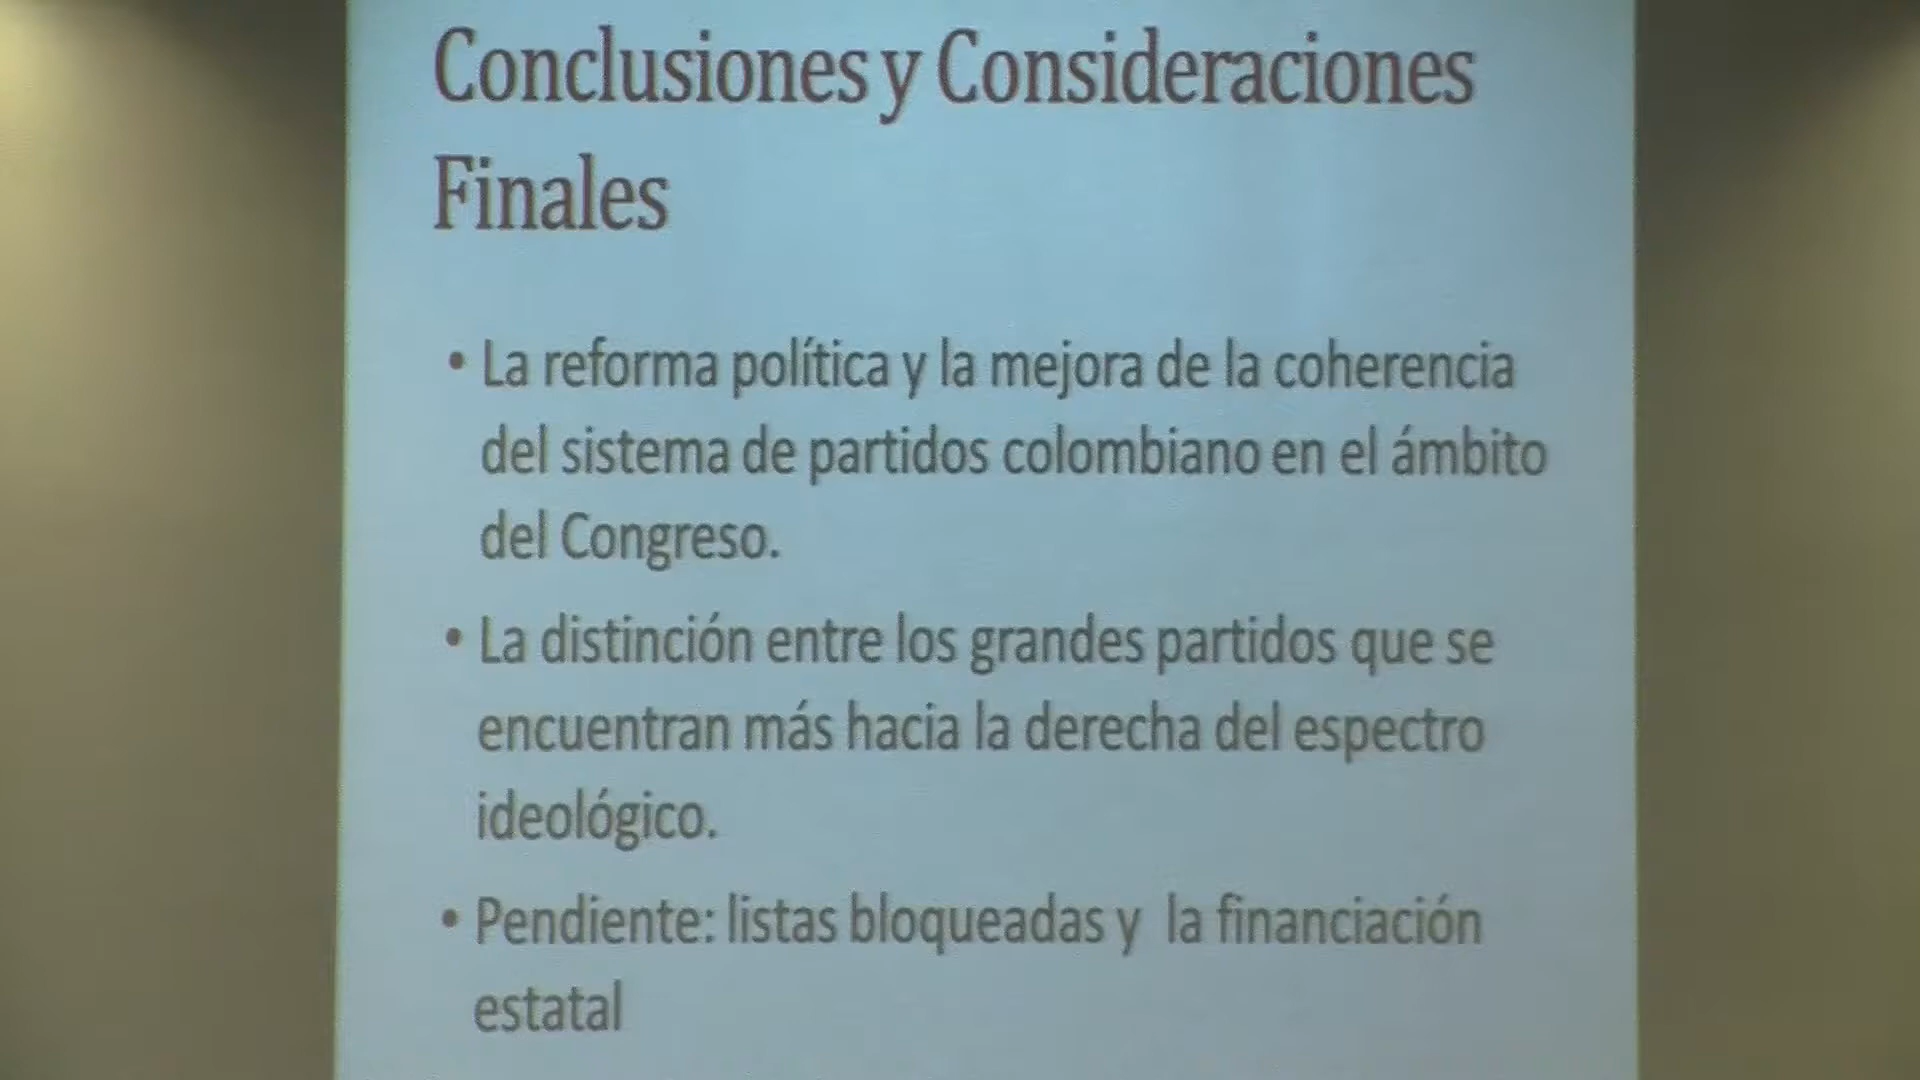 Conclusiones y Consideraciones
Finales
• La reforma política y la mejora de la coherencia
del sistema de partidos colombiano en el ámbito
del Congreso.
• La distinción entre los grandes partidos que se
encuentran más hacia la derecha del espectro
ideológico.
• Pendiente: listas bloqueadas y la financiación
estatal